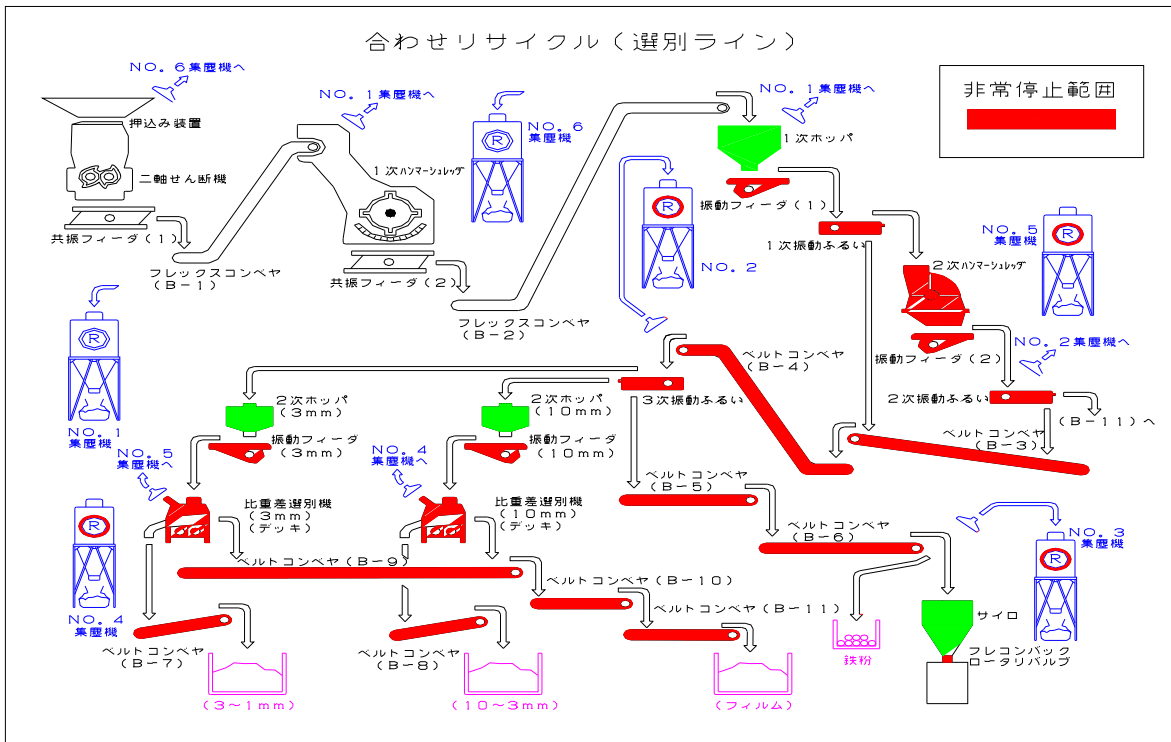 合わせリサイクル(選別ライン)
非常停止範囲
NO. 6集塵機へ
押込み装置
二軸せん断機
共振フィーダ(1)
フレックスコンベヤ
(B-1)
NO. 1集塵機へ
1次ハンマーシュレッダ
共振フィーダ(2)
R
NO. 6
集塵機
フレックスコンベヤ
(B-2)
NO. 1集塵機へ
1次ホッパ
振動フィーダ(1)
1次振動ふるい
R
NO. 2
2次ハンマーシュレッダ
振動フィーダ(2)
R
NO. 5
集塵機
NO. 2集塵機へ
2次振動ふるい
(B-11)へ
ベルトコンベヤ
(B-3)
ベルトコンベヤ
(B-4)
3次振動ふるい
R
NO. 1
集塵機
2次ホッパ
(3mm)
振動フィーダ
(3mm)
2次ホッパ
(10mm)
振動フィーダ
(10mm)
NO. 5
集塵機へ
比重差選別機
(3mm)
(デッキ)
NO. 4
集塵機へ
比重差選別機
(10mm)
(デッキ)
ベルトコンベヤ
(B-5)
ベルトコンベヤ
(B-6)
R
NO. 4
集塵機
ベルトコンベヤ(B-9)
ベルトコンベヤ(B-10)
ベルトコンベヤ(B-11)
R
NO. 3
集塵機
ベルトコンベヤ
(B-7)
ベルトコンベヤ
(B-8)
鉄粉
サイロ
フレコンバック
ロータリバルブ
(3~1mm)
(10~3mm)
(フィルム)